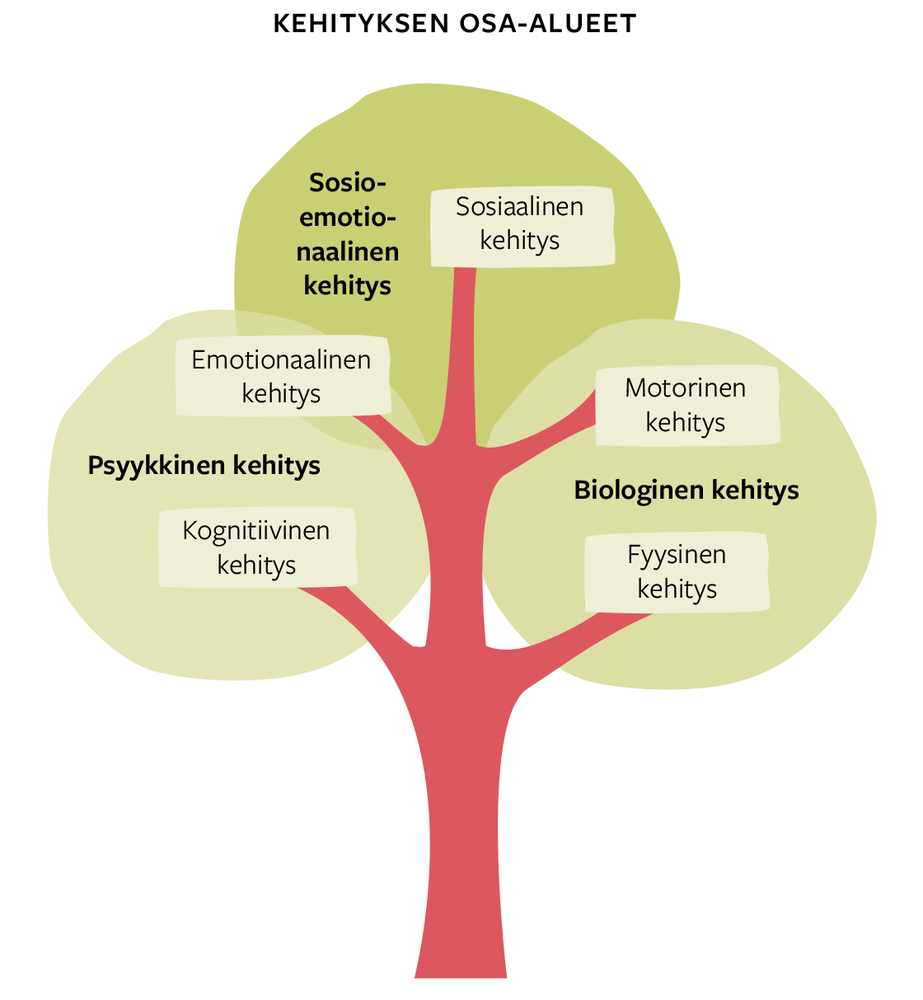 KEHITYKSEN OSA-ALUEET
Sosio-
emotio-
naalinen
kehitys
Sosiaalinen
kehitys
Emotionaalinen
kehitys
Motorinen
kehitys
Psyykkinen kehitys
Biologinen kehitys
Kognitiivinen
kehitys
Fyysinen
kehitys